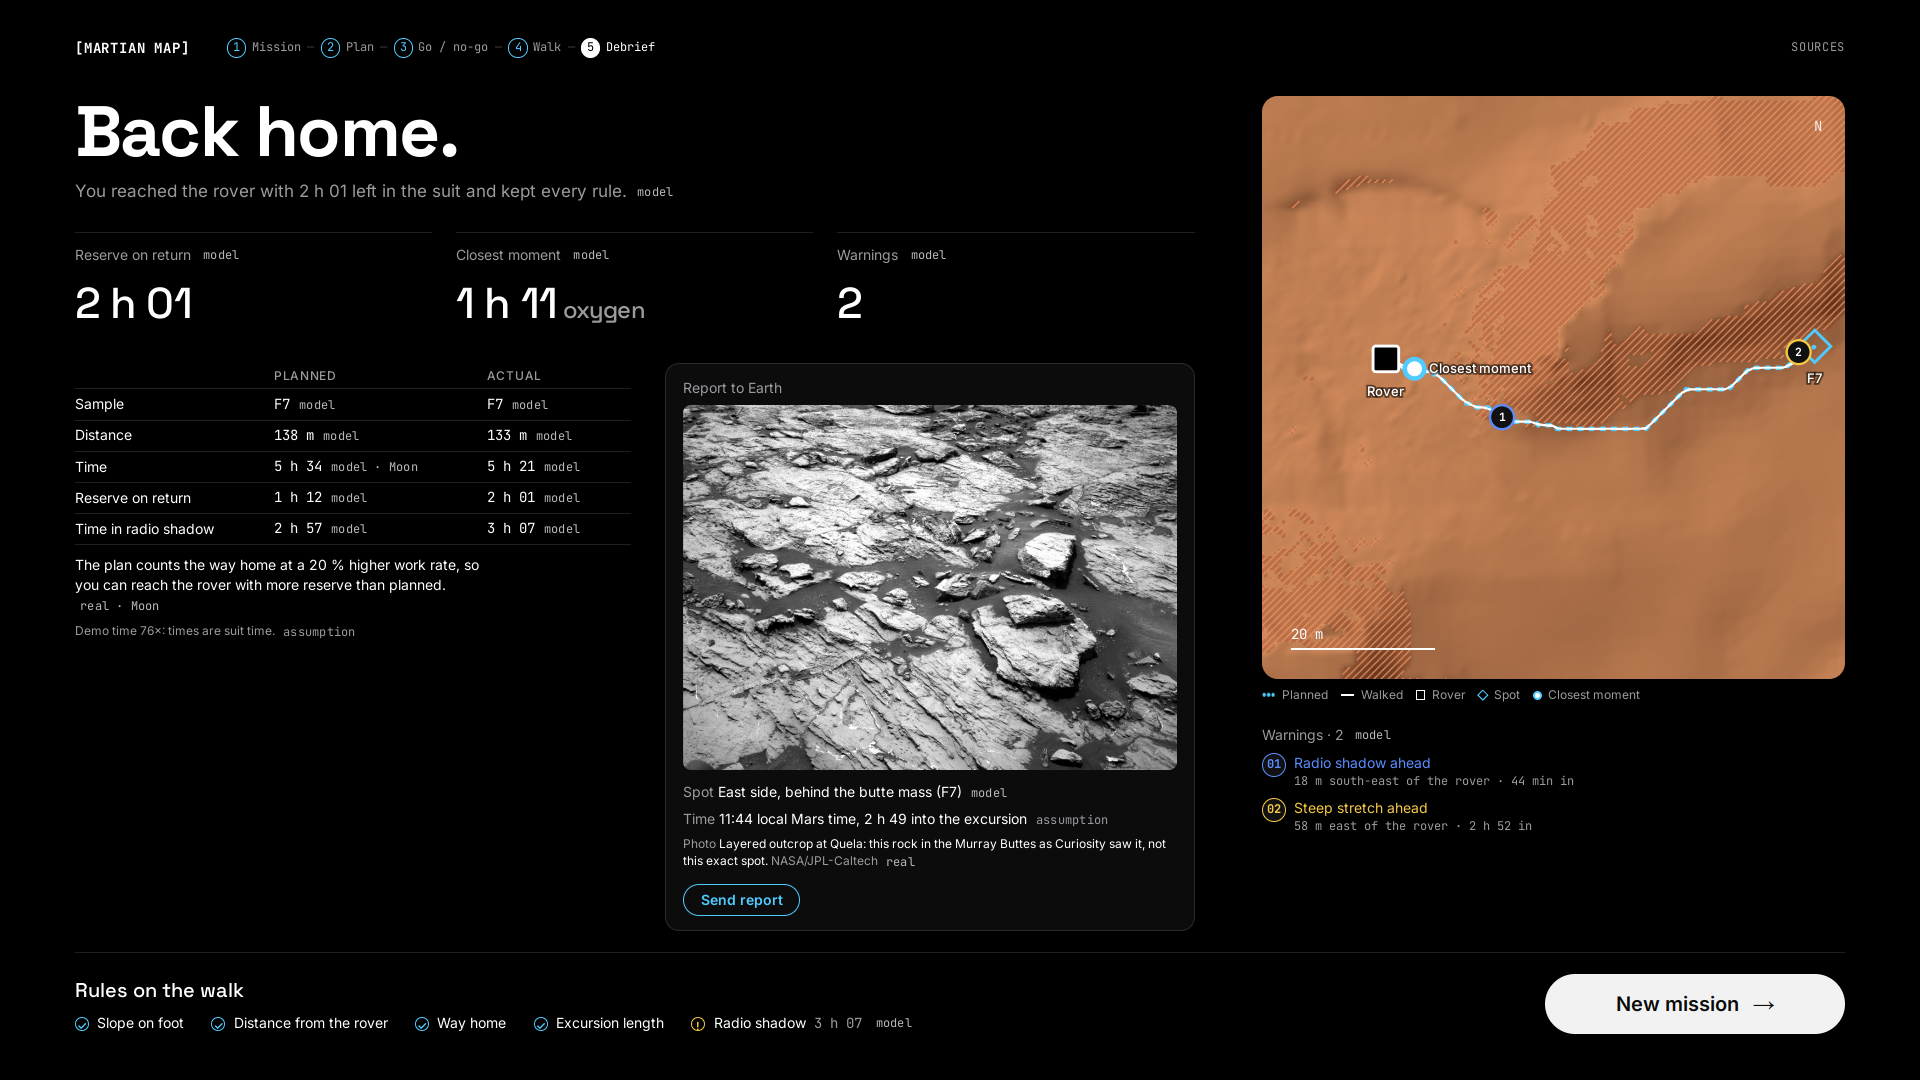 [MARTIAN MAP] 1 Mission – 2 Plan – 3 Go / no-go – 4 Walk – 5 Debrief SOURCES
Back home.
You reached the rover with 2 h 01 left in the suit and kept every rule. model
Reserve on return model
2 h 01
Closest moment model
1 h 11 oxygen
Warnings model
2
PLANNED ACTUAL
Sample F7 model F7 model
Distance 138 m model 133 m model
Time 5 h 34 model · Moon 5 h 21 model
Reserve on return 1 h 12 model 2 h 01 model
Time in radio shadow 2 h 57 model 3 h 07 model
The plan counts the way home at a 20 % higher work rate, so
you can reach the rover with more reserve than planned.
real · Moon
Demo time 76×: times are suit time. assumption
Report to Earth
Spot East side, behind the butte mass (F7) model
Time 11:44 local Mars time, 2 h 49 into the excursion assumption
Photo Layered outcrop at Quela: this rock in the Murray Buttes as Curiosity saw it, not
this exact spot. NASA/JPL-Caltech real
Send report
N
Closest moment
Rover
1
2
F7
20 m
Planned Walked Rover Spot Closest moment
Warnings · 2 model
01 Radio shadow ahead
18 m south-east of the rover · 44 min in
02 Steep stretch ahead
58 m east of the rover · 2 h 52 in
Rules on the walk
Slope on foot Distance from the rover Way home Excursion length Radio shadow 3 h 07 model
New mission →